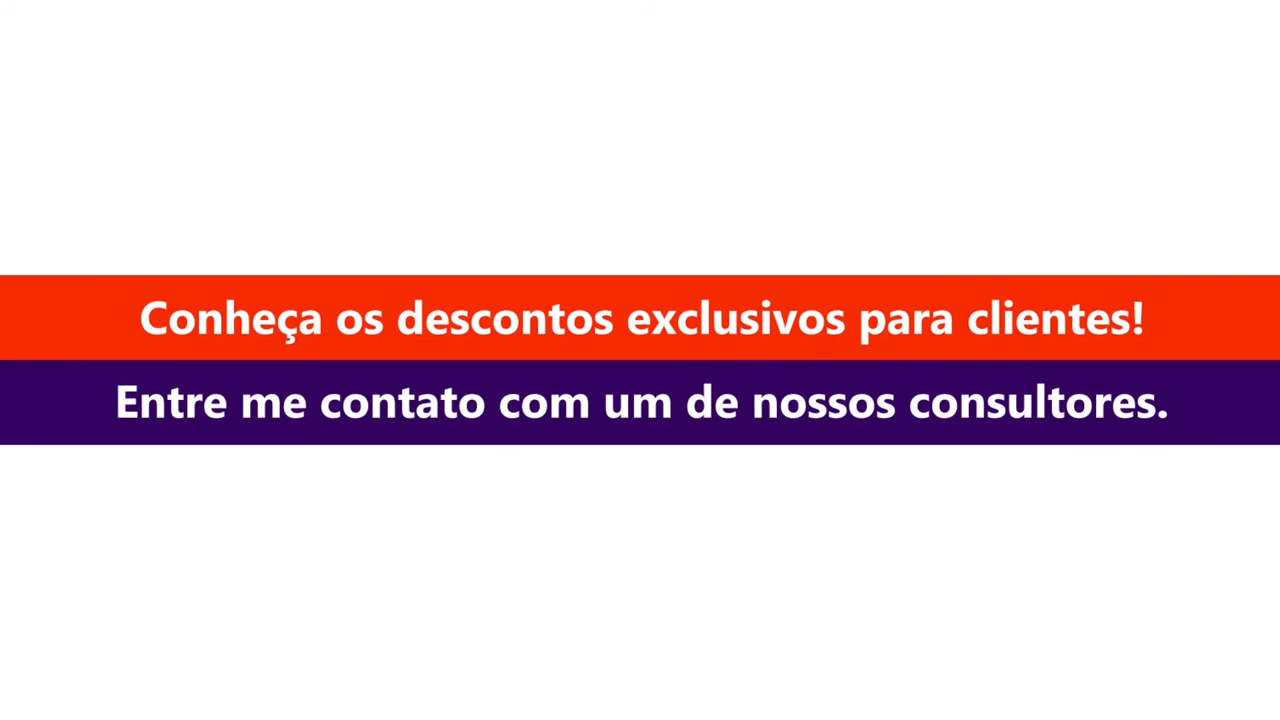 Conheça os descontos exclusivos para clientes!
Entre me contato com um de nossos consultores.